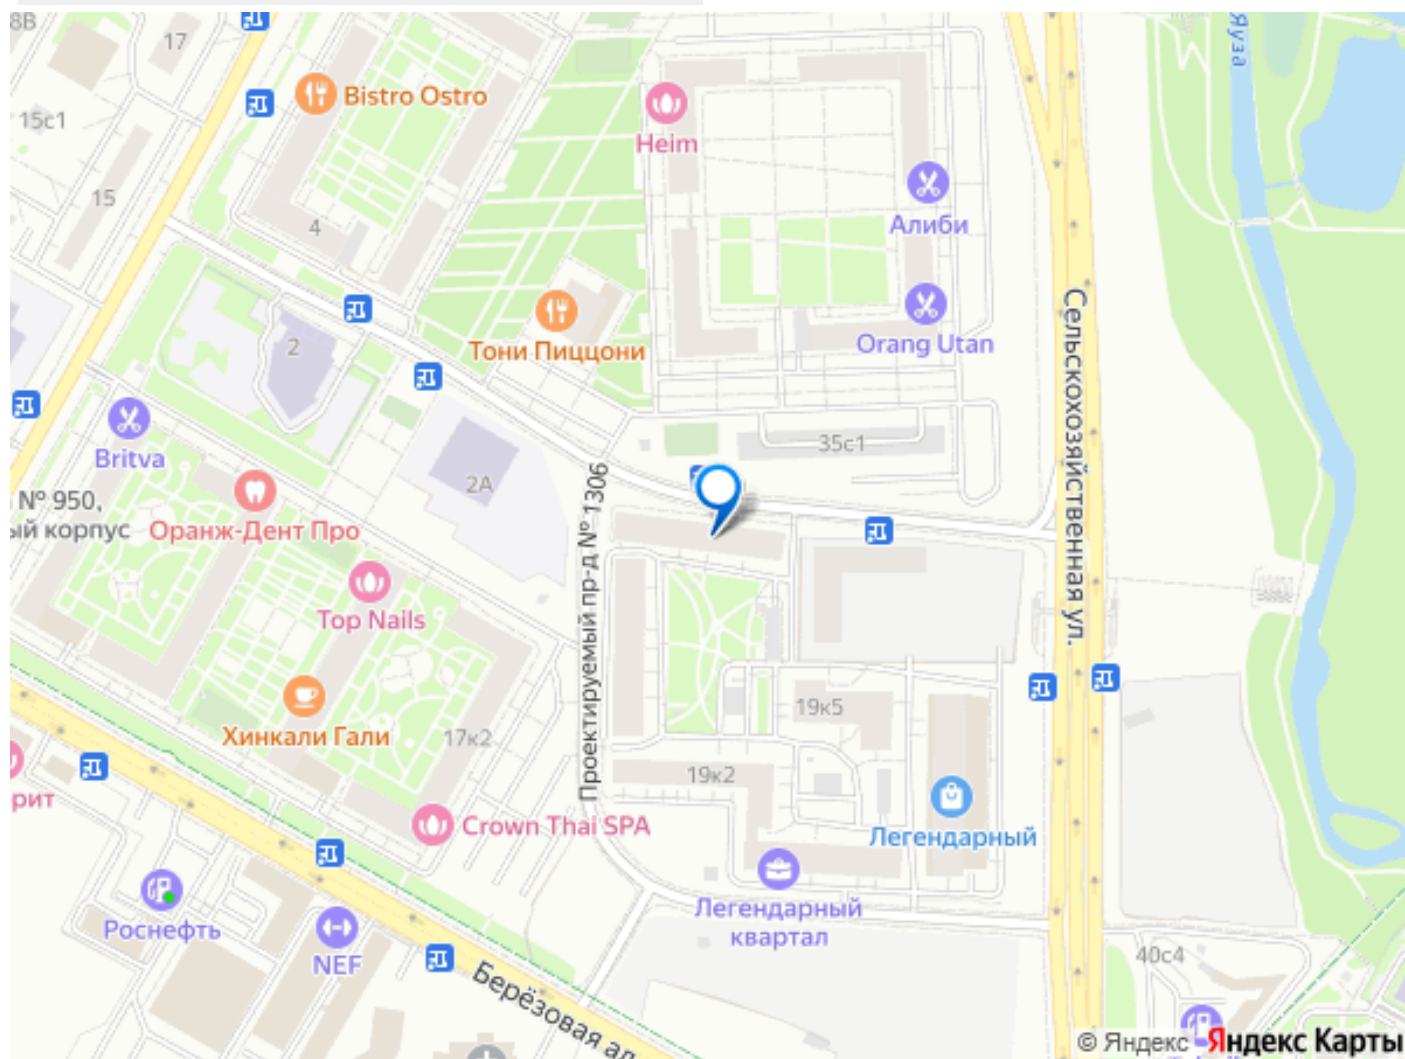 8В
17
Яуза
Bistro Ostro
15с1
Heim
15
4
Алиби
2
Тони Пиццони
Orang Utan
Сельскохозяйственная ул.
Britva
35с1
2А
№ 950,
ый корпус
Оранж-Дент Про
Проектируемый пр-д № 1306
Top Nails
19к5
Хинкали Гали
17к2
19к2
рит
Crown Thai SPA
Легендарный
Роснефть
Легендарный
квартал
NEF
Берёзовая ал
40с4
© Яндекс Яндекс Карты